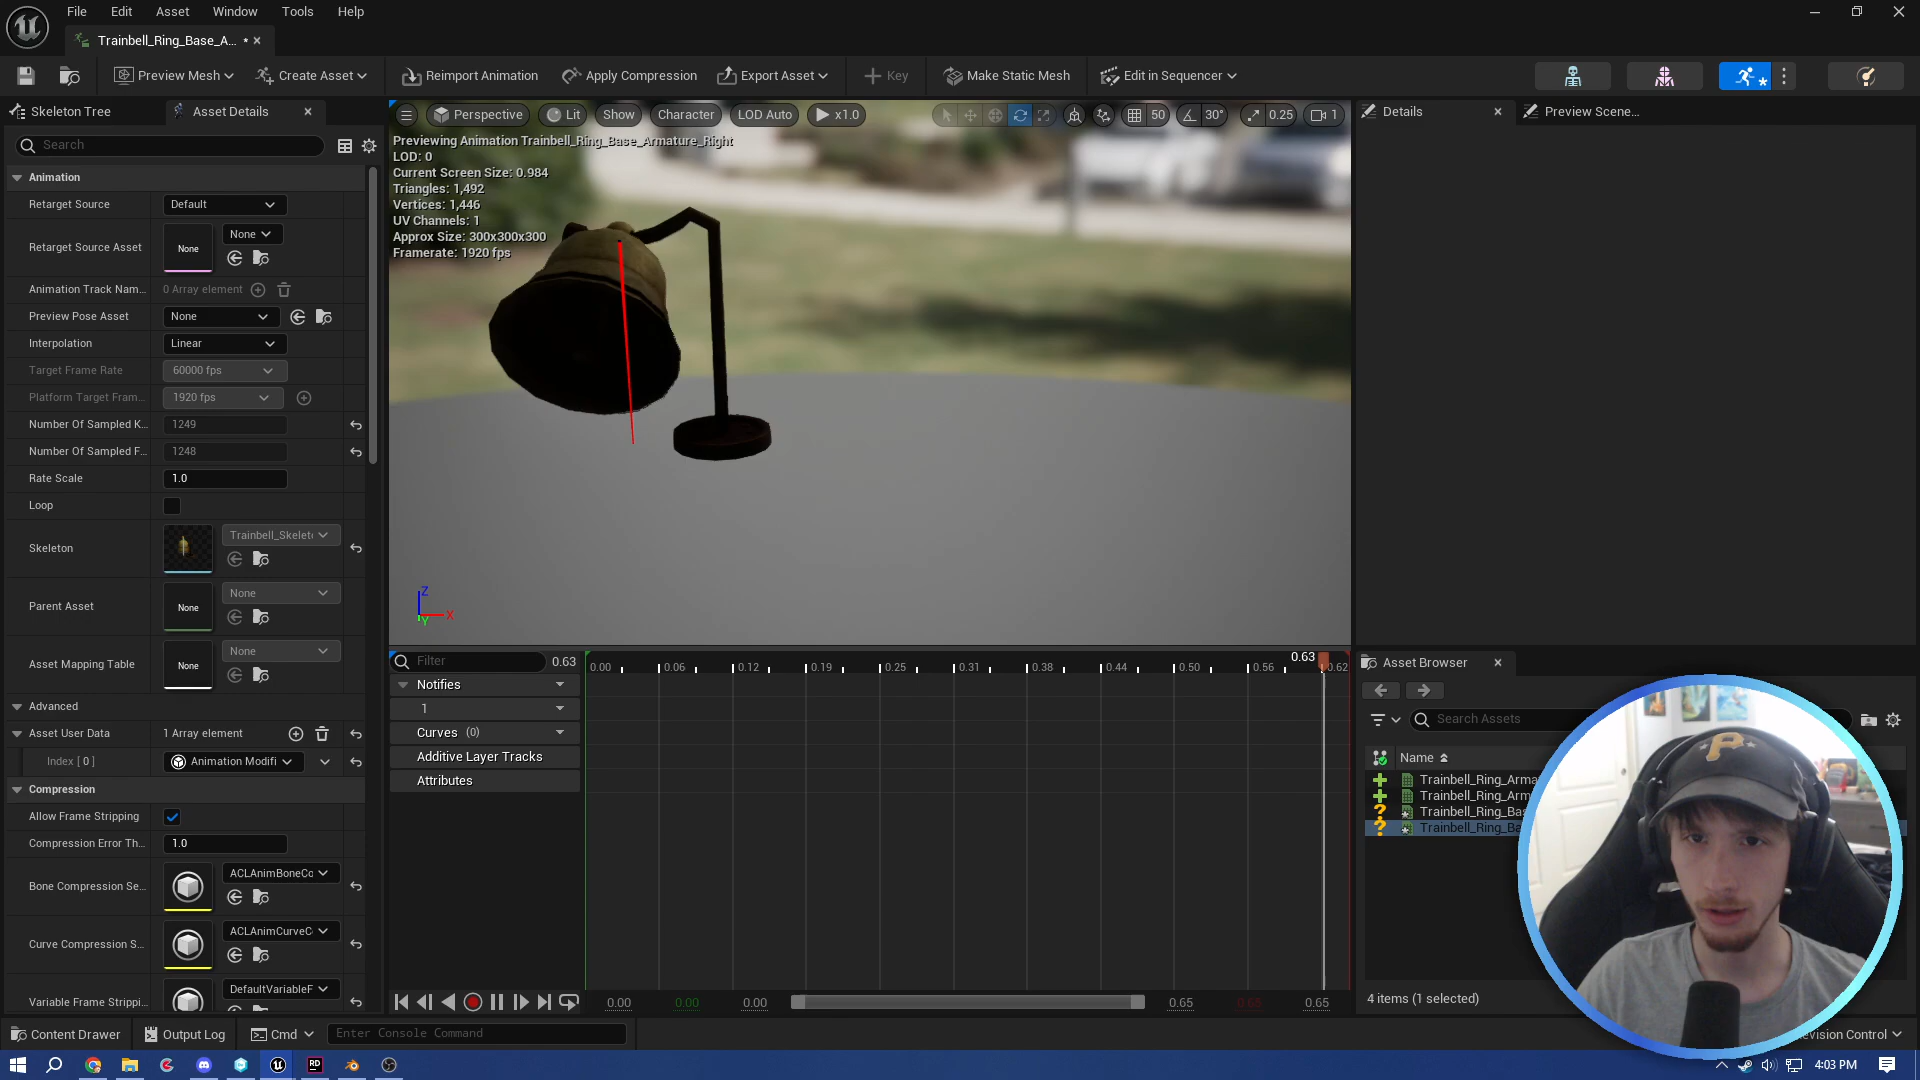 File Edit Asset Window Tools Help
Trainbell_Ring_Base_A... •
Preview Mesh Create Asset Reimport Animation Apply Compression Export Asset Key Make Static Mesh Edit in Sequencer
Skeleton Tree Asset Details
Search
Animation
Retarget Source Default
Retarget Source Asset None None
Animation Track Nam... 0 Array element
Preview Pose Asset None
Interpolation Linear
Target Frame Rate 60000 fps
Platform Target Fram... 1920 fps
Number Of Sampled K... 1249
Number Of Sampled F... 1248
Rate Scale 1.0
Loop
Skeleton Trainbell_Skelet
Parent Asset None None
Asset Mapping Table None None
Advanced
Asset User Data 1 Array element
Index [ 0 ] Animation Modifi
Compression
Allow Frame Stripping
Compression Error Th... 1.0
Bone Compression Se... ACLAnimBoneCo
Curve Compression S... ACLAnimCurveC
Variable Frame Strippi... DefaultVariableF
Perspective Lit Show Character LOD Auto x1.0 50 30° 0.25 1
Previewing Animation Trainbell_Ring_Base_Armature_Right
LOD: 0
Current Screen Size: 0.984
Triangles: 1,492
Vertices: 1,446
UV Channels: 1
Approx Size: 300x300x300
Framerate: 1920 fps
Z
X
Y
Filter 0.63
0.63
0.00 0.06 0.12 0.19 0.25 0.31 0.38 0.44 0.50 0.56 0.62
Notifies
1
Curves (0)
Additive Layer Tracks
Attributes
0.00 0.00 0.00 0.65 0.65 0.65
Details Preview Scene...
Asset Browser
Search Assets
Name
Trainbell_Ring_Arma
Trainbell_Ring_Arm
Trainbell_Ring_Bas
Trainbell_Ring_Ba
4 items (1 selected)
P
Content Drawer Output Log Cmd Enter Console Command
evision Control
RD
4:03 PM